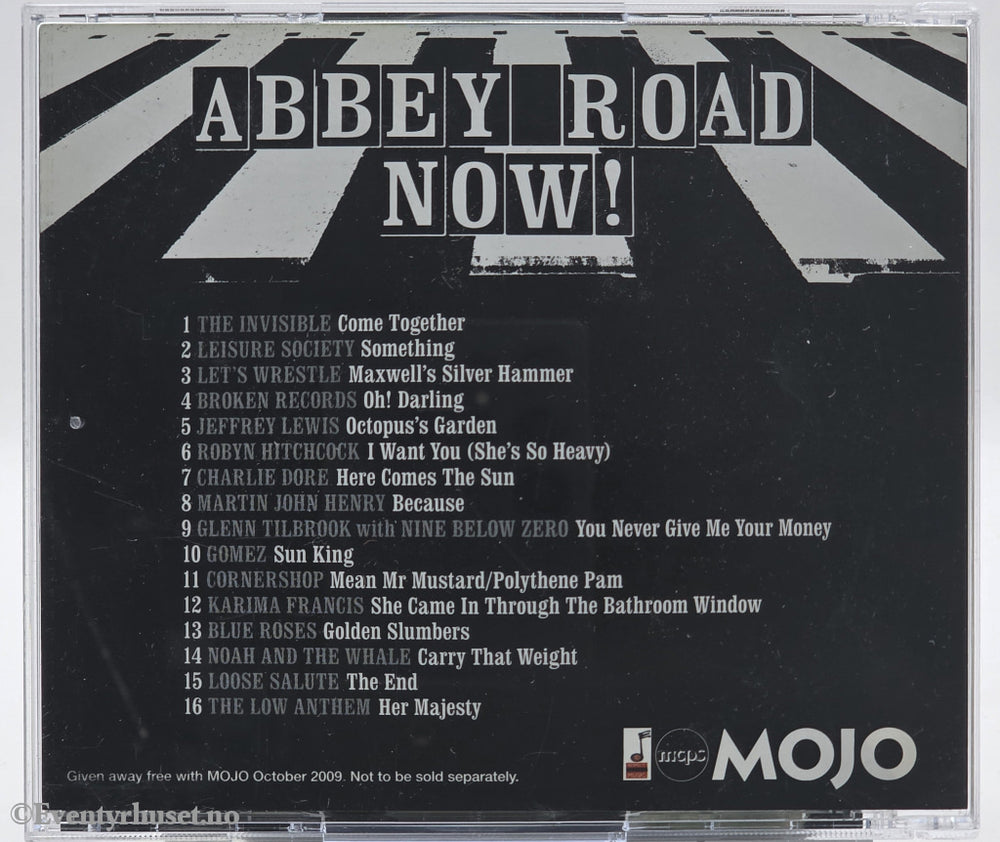 ABBEY ROAD
NOW!
1 THE INVISIBLE Come Together
2 LEISURE SOCIETY Something
3 LET'S WRESTLE Maxwell's Silver Hammer
4 BROKEN RECORDS Oh! Darling
5 JEFFREY LEWIS Octopus's Garden
6 ROBYN HITCHCOCK I Want You (She's So Heavy)
7 CHARLIE DORE Here Comes The Sun
8 MARTIN JOHN HENRY Because
9 GLENN TILBROOK with NINE BELOW ZERO You Never Give Me Your Money
10 GOMEZ Sun King
11 CORNERSHOP Mean Mr Mustard/Polythene Pam
12 KARIMA FRANCIS She Came In Through The Bathroom Window
13 BLUE ROSES Golden Slumbers
14 NOAH AND THE WHALE Carry That Weight
15 LOOSE SALUTE The End
16 THE LOW ANTHEM Her Majesty
Given away free with MOJO October 2009. Not to be sold separately.
mcps MOJO
©Eventyrhuset.no